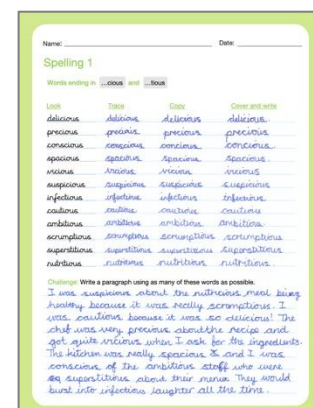 Name: Date:
Spelling 1
Words ending in ...cious and ...tious
Look Trace Copy Cover and write
delicious delicious delicious delicious.
precious precious precious precious.
conscious conscious concious concious.
spacious spacious spacious spacious.
vicious vicious vicious vicious
suspicious suspicious suspicious suspicious
infectious infectious infectious infectious.
cautious cautious cautious cautious
ambitious ambitious ambitious ambitious.
scrumptious scrumptious scrumptious scrumptious
superstitious superstitious superstitious superstitious
nutritious nutritious nutritions nutritious.
Challenge: Write a paragraph using as many of these words as possible.
I was suspicious about the nutricious meal being
healthy because it was really scromptious. I
was cautious because it was so delicious! The
chef was very precious about the recipe and
got quite vicious when I ask for the ingredients.
The kitchen was really spacious & and I was
conscious of the ambitious staff who were
superstitious about their menu. They would
burst into infectious laughter all the time.